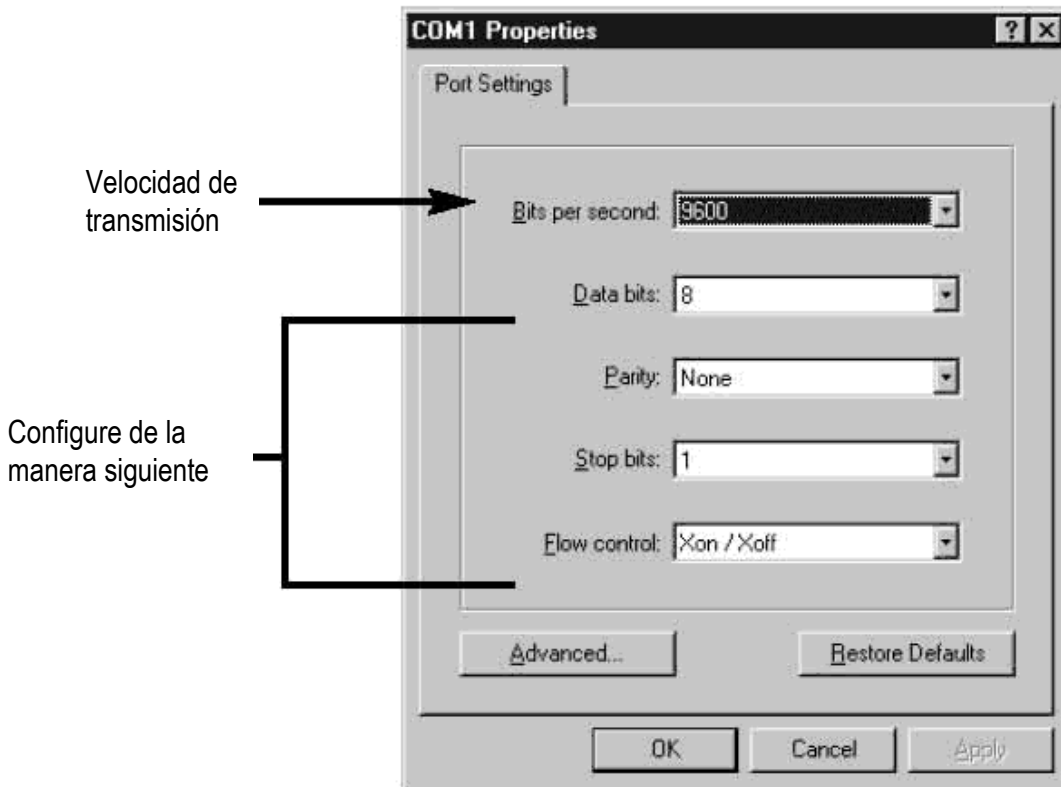 COM1 Properties
Port Settings
Velocidad de
transmisión
Bits per second: 9600
Data bits: 8
Configure de la
manera siguiente
Parity: None
Stop bits: 1
Flow control: Xon / Xoff
Advanced...
Restore Defaults
OK
Cancel
Apply